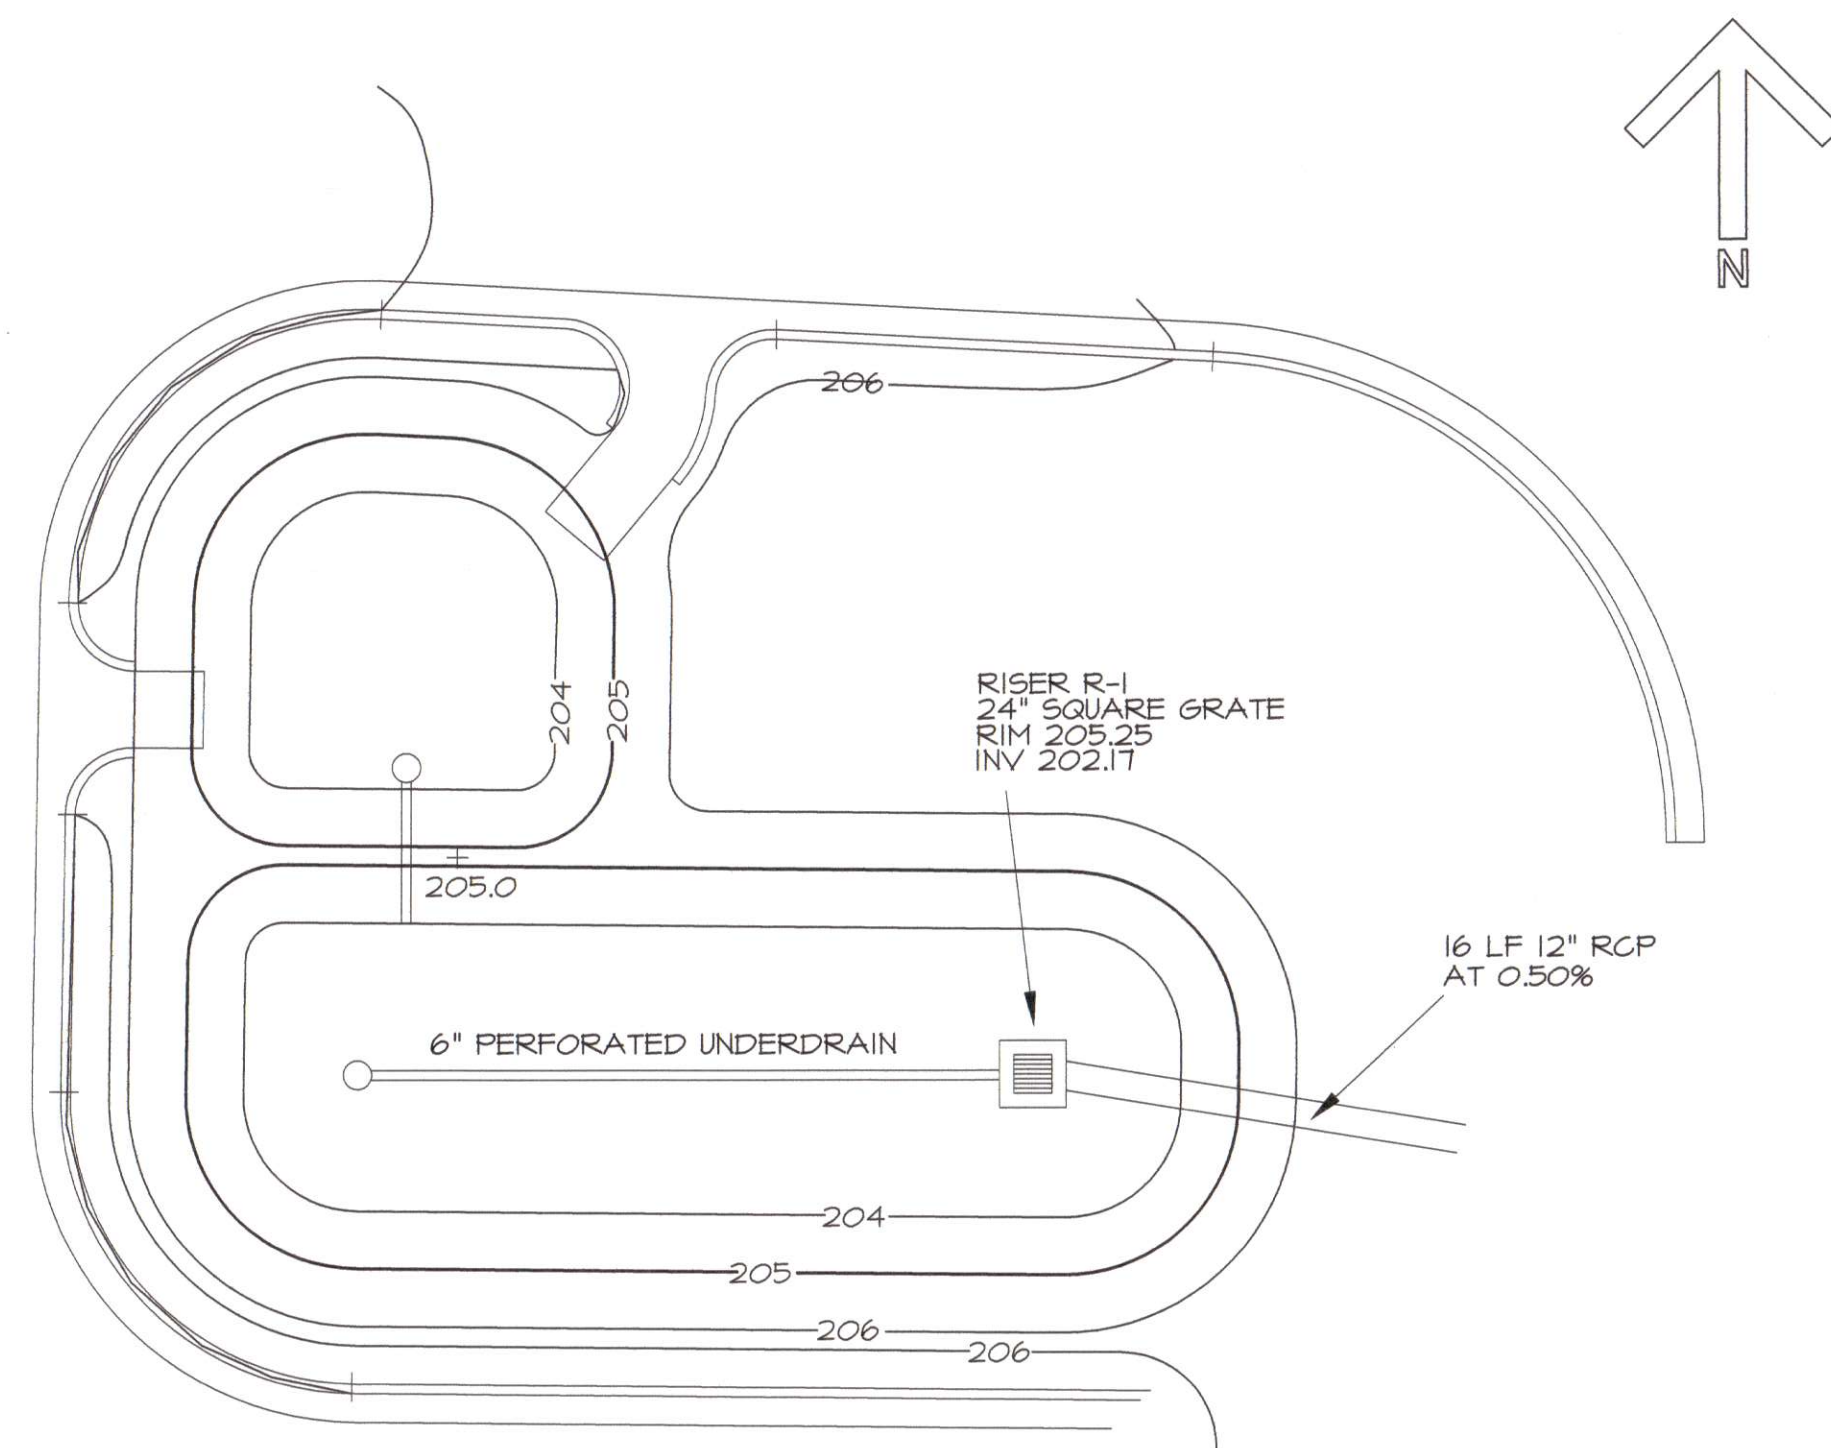 N
206
204
205
RISER R-1
24" SQUARE GRATE
RIM 205.25
INV 202.17
205.0
16 LF 12" RCP
AT 0.50%
6" PERFORATED UNDERDRAIN
204
205
206
206